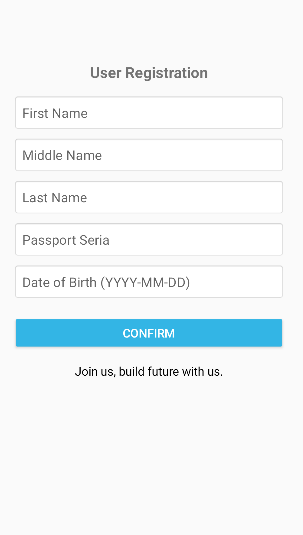 User Registration
First Name
Middle Name
Last Name
Passport Seria
Date of Birth (YYYY-MM-DD)
CONFIRM
Join us, build future with us.